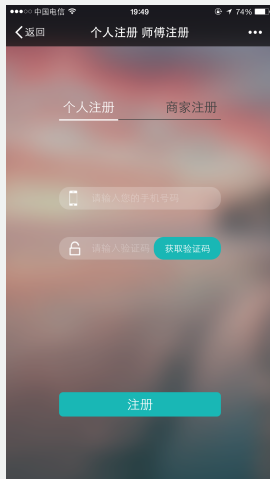 中国电信 19:49 74%
返回 个人注册 师傅注册
个人注册 商家注册
请输入您的手机号码
请输入验证码 获取验证码
注册